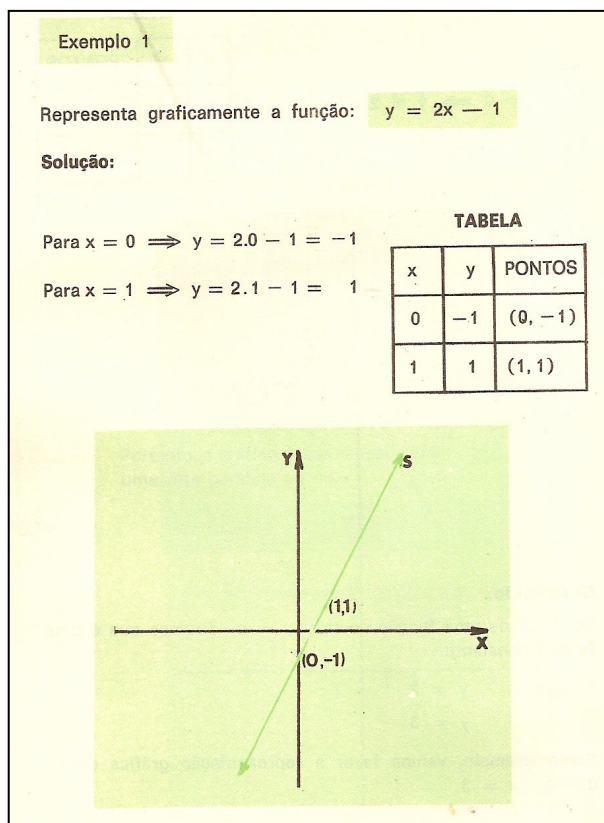 Exemplo 1
Representa graficamente a função: y = 2x — 1
Solução:
Para x = 0 ⟹ y = 2.0 − 1 = −1
Para x = 1 ⟹ y = 2.1 − 1 = 1
TABELA
x y PONTOS
0 −1 (0, −1)
1 1 (1, 1)
Y S
(1,1)
X
(0,−1)